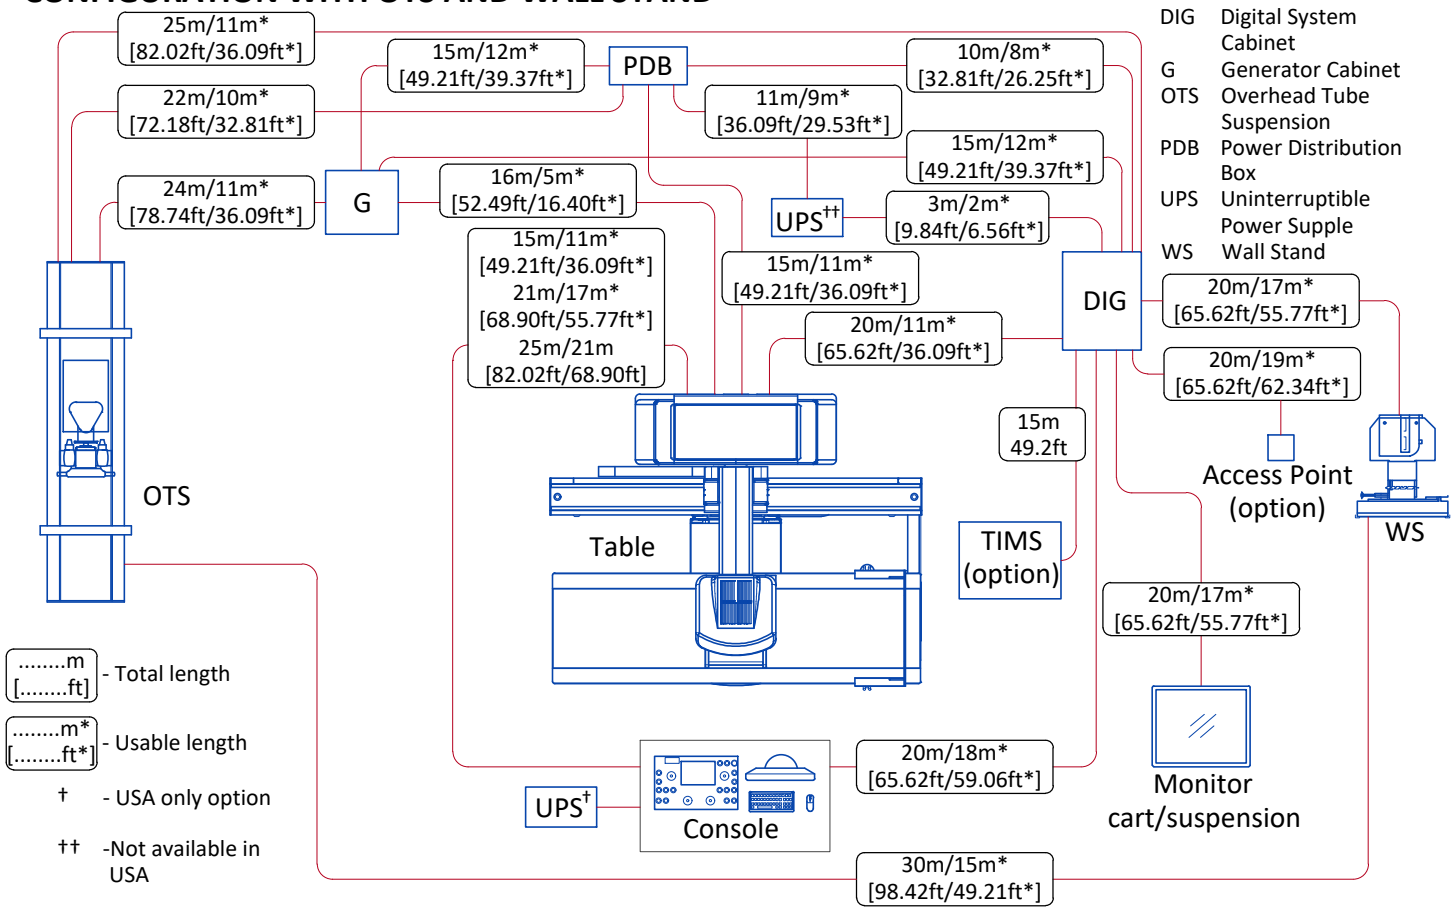 CONFIGURATION WITH OTS AND WALL STAND
25m/11m*
[82.02ft/36.09ft*]
15m/12m*
[49.21ft/39.37ft*]
PDB
10m/8m*
[32.81ft/26.25ft*]
22m/10m*
[72.18ft/32.81ft*]
11m/9m*
[36.09ft/29.53ft*]
15m/12m*
[49.21ft/39.37ft*]
24m/11m*
[78.74ft/36.09ft*]
G
16m/5m*
[52.49ft/16.40ft*]
UPS††
3m/2m*
[9.84ft/6.56ft*]
DIG Digital System
Cabinet
G Generator Cabinet
OTS Overhead Tube
Suspension
PDB Power Distribution
Box
UPS Uninterruptible
Power Supple
WS Wall Stand
15m/11m*
[49.21ft/36.09ft*]
21m/17m*
[68.90ft/55.77ft*]
25m/21m
[82.02ft/68.90ft]
15m/11m*
[49.21ft/36.09ft*]
20m/11m*
[65.62ft/36.09ft*]
DIG
20m/17m*
[65.62ft/55.77ft*]
20m/19m*
[65.62ft/62.34ft*]
15m
49.2ft
Access Point
(option)
WS
OTS
Table
TIMS
(option)
20m/17m*
[65.62ft/55.77ft*]
........m
[........ft]
- Total length
........m*
[........ft*]
- Usable length
† - USA only option
†† -Not available in
USA
UPS†
Console
20m/18m*
[65.62ft/59.06ft*]
Monitor
cart/suspension
30m/15m*
[98.42ft/49.21ft*]